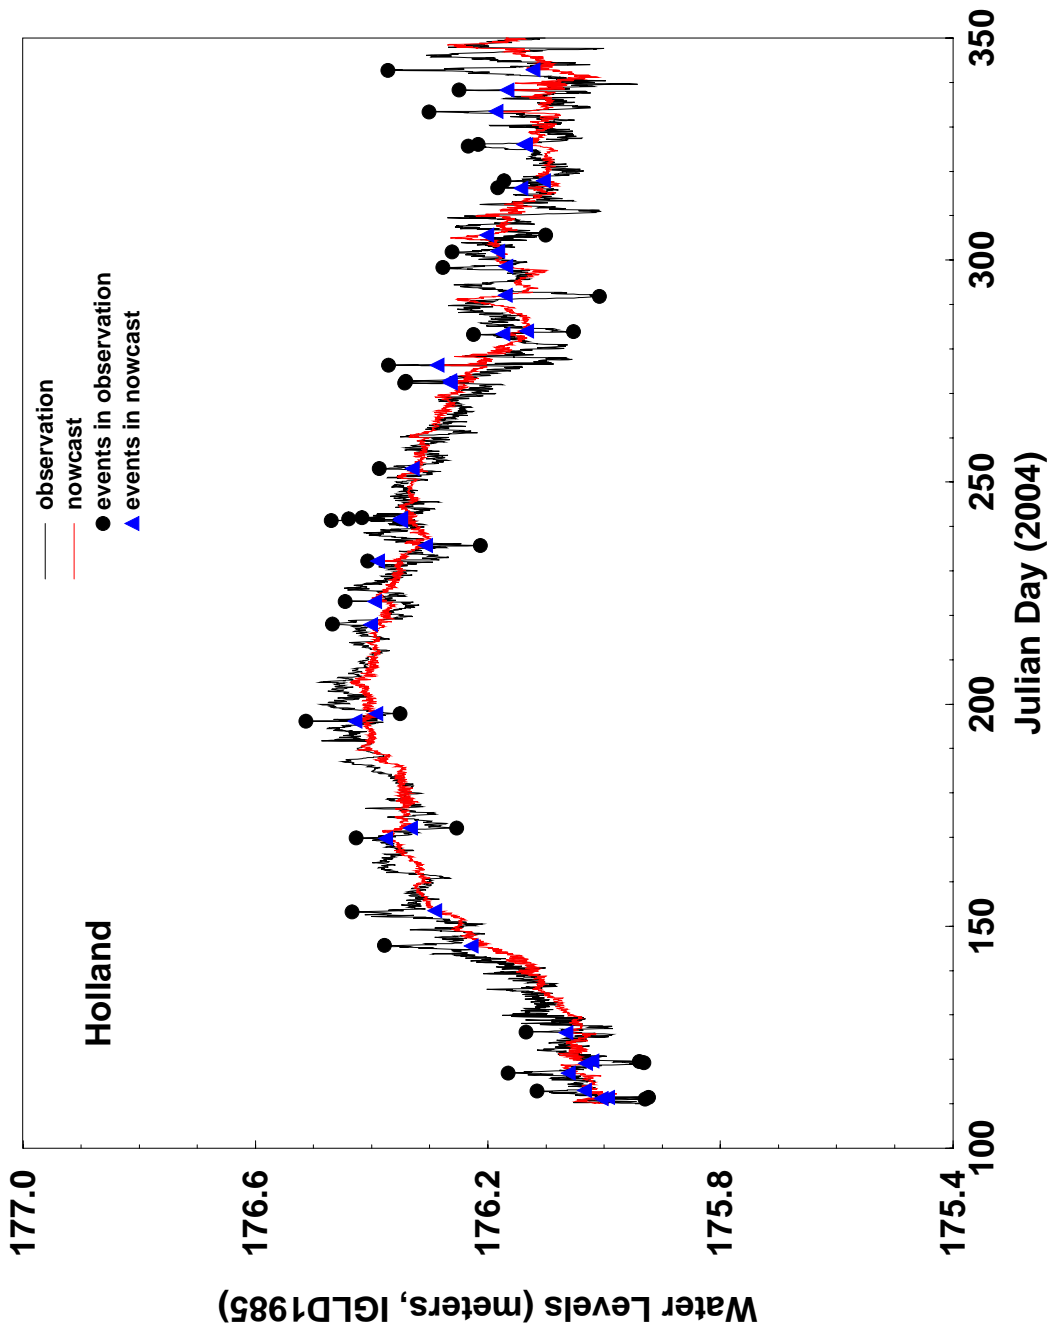 Holland
observation
nowcast
events in observation
events in nowcast
Water Levels (meters, IGLD1985)
177.0
176.6
176.2
175.8
175.4
100
150
200
250
300
350
Julian Day (2004)